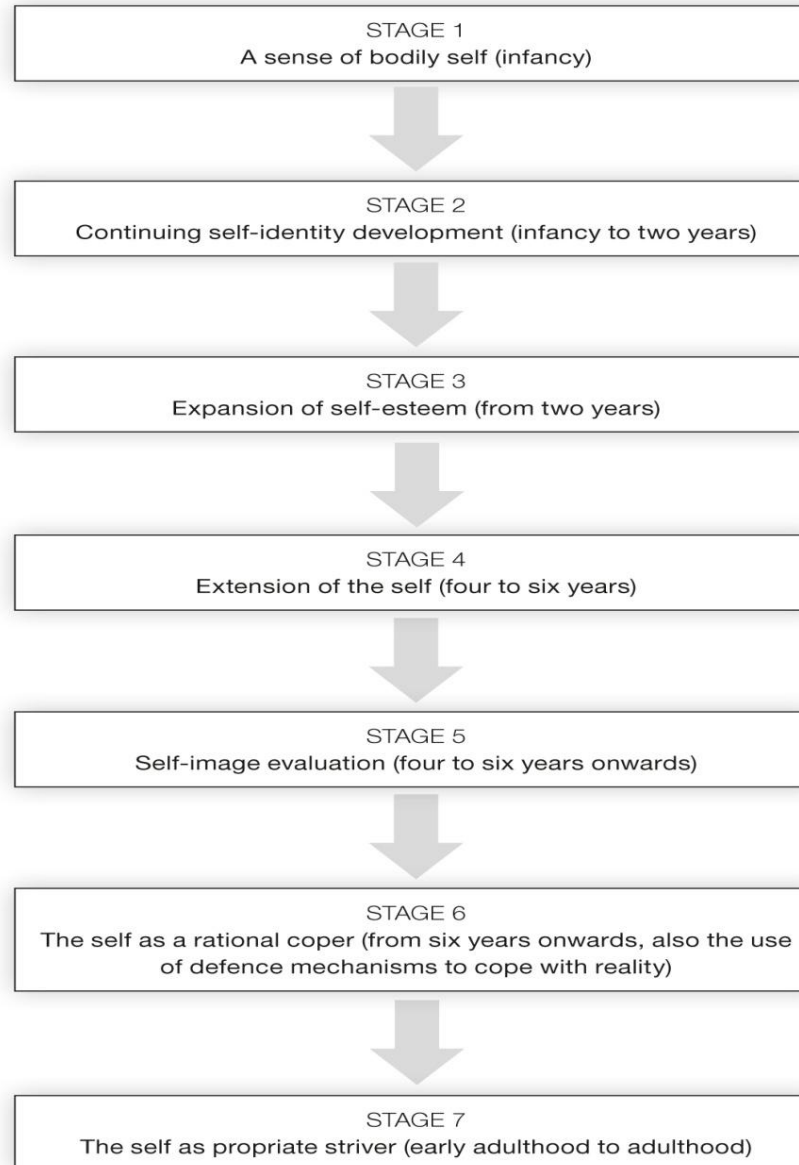 STAGE 1
A sense of bodily self (infancy)
STAGE 2
Continuing self-identity development (infancy to two years)
STAGE 3
Expansion of self-esteem (from two years)
STAGE 4
Extension of the self (four to six years)
STAGE 5
Self-image evaluation (four to six years onwards)
STAGE 6
The self as a rational coper (from six years onwards, also the use
of defence mechanisms to cope with reality)
STAGE 7
The self as propriate striver (early adulthood to adulthood)